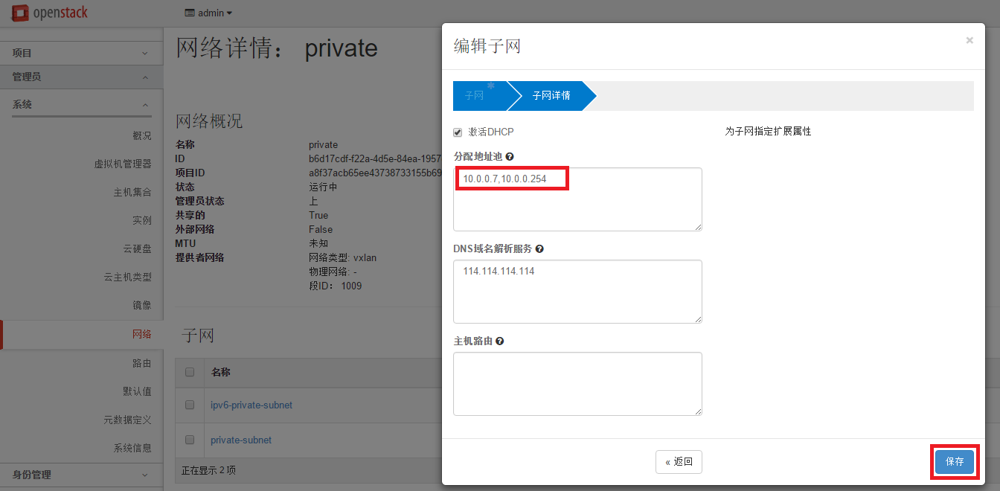 openstack
admin
项目
管理员
系统
概况
虚拟机管理器
主机集合
实例
云硬盘
云主机类型
镜像
网络
路由
默认值
元数据定义
系统信息
身份管理
网络详情： private
网络概况
名称 private
ID b6d17cdf-f22a-4d5e-84ea-1957
项目ID a8f37acb65ee43738733155b69
状态 运行中
管理员状态 上
共享的 True
外部网络 False
MTU 未知
提供者网络 网络类型: vxlan
物理网络: -
段ID： 1009
子网
名称
ipv6-private-subnet
private-subnet
正在显示 2 项
编辑子网 ×
子网 * 子网详情
激活DHCP
为子网指定扩展属性
分配地址池
10.0.0.7,10.0.0.254
DNS域名解析服务
114.114.114.114
主机路由
« 返回
保存